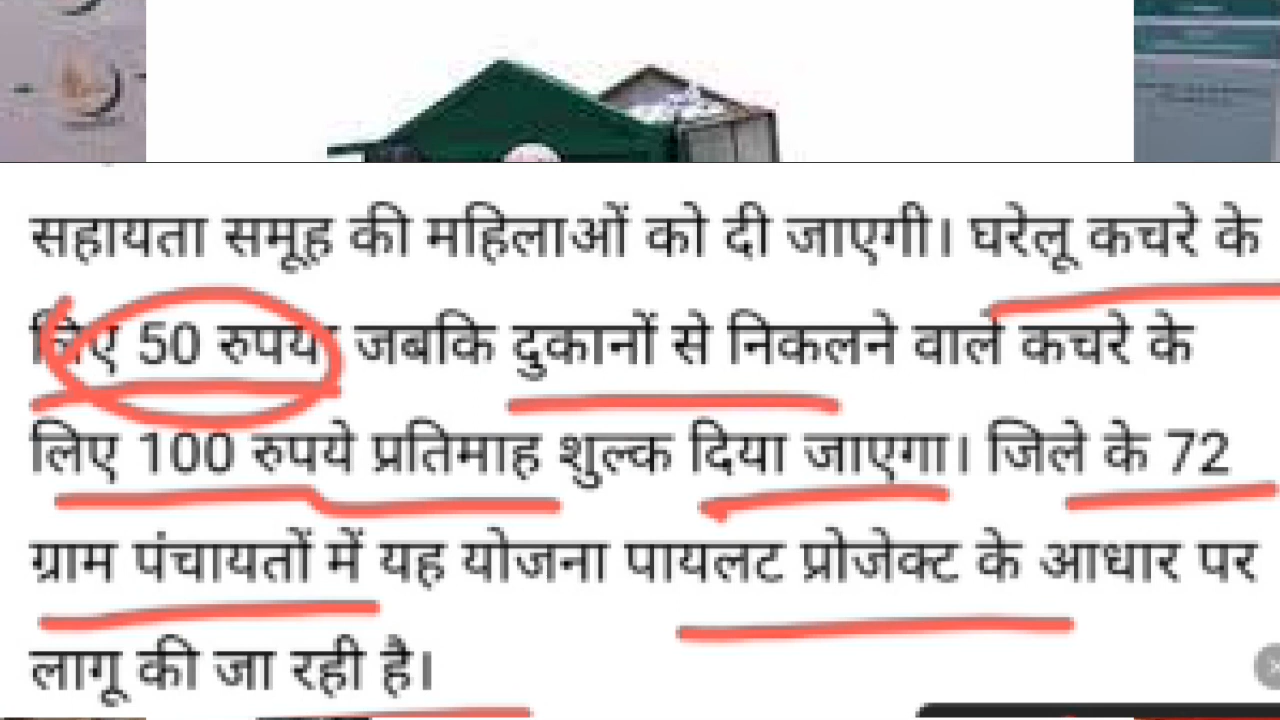 सहायता समूह की महिलाओं को दी जाएगी। घरेलू कचरे के
लिए 50 रुपये जबकि दुकानों से निकलने वाले कचरे के
लिए 100 रुपये प्रतिमाह शुल्क दिया जाएगा। जिले के 72
ग्राम पंचायतों में यह योजना पायलट प्रोजेक्ट के आधार पर
लागू की जा रही है।